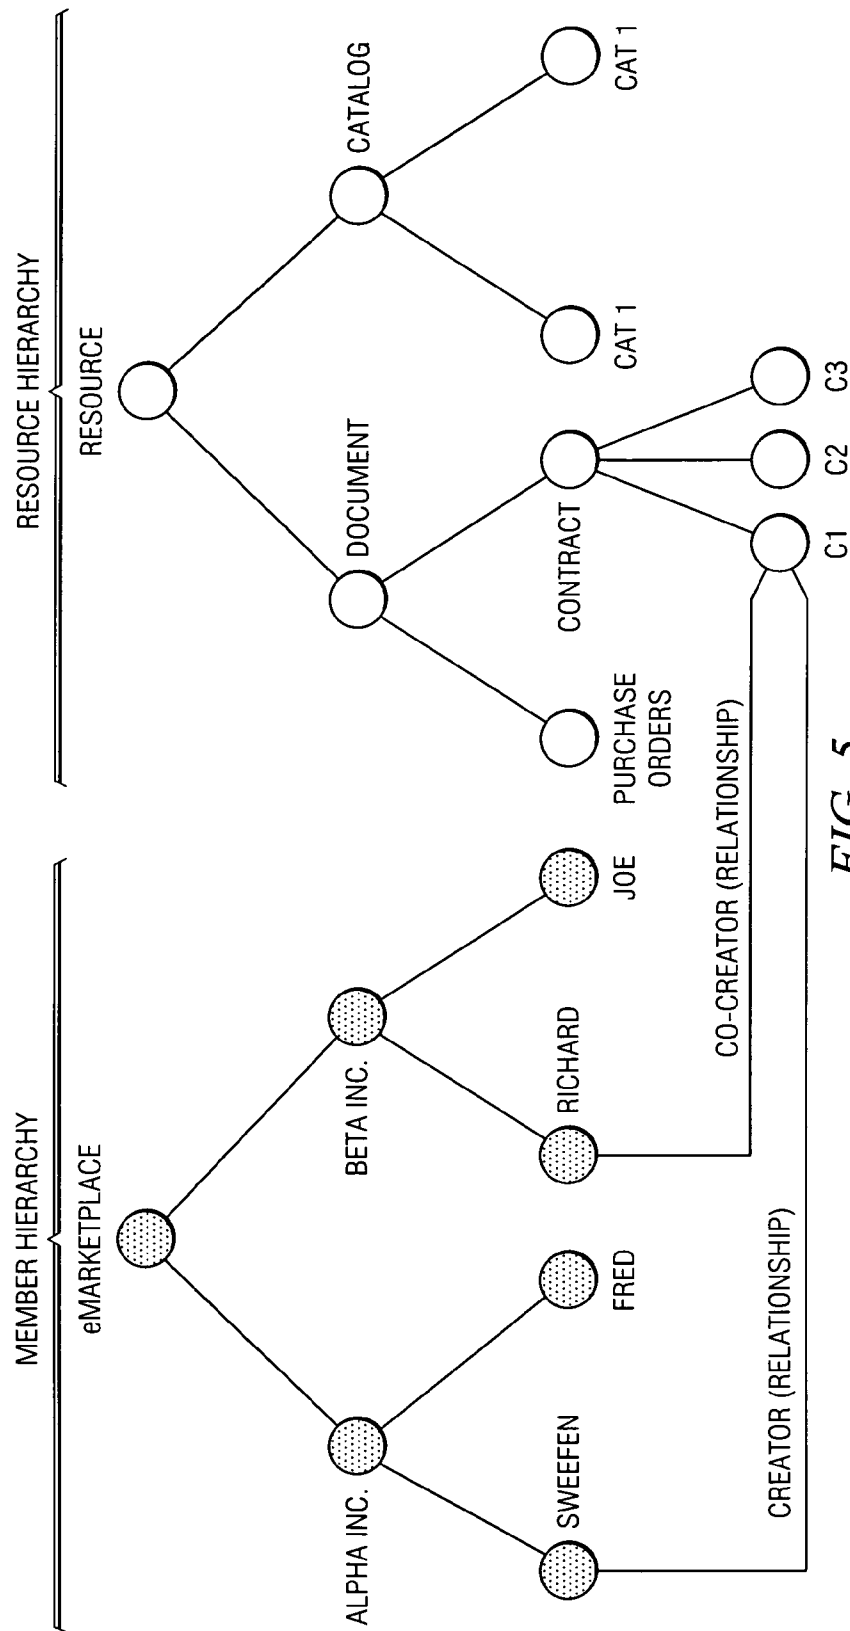 MEMBER HIERARCHY
RESOURCE HIERARCHY
eMARKETPLACE
RESOURCE
ALPHA INC.
BETA INC.
DOCUMENT
CATALOG
SWEEFEN
FRED
RICHARD
JOE
PURCHASE
ORDERS
CONTRACT
CAT 1
CAT 1
CO-CREATOR (RELATIONSHIP)
CREATOR (RELATIONSHIP)
C1
C2
C3
FIG. 5